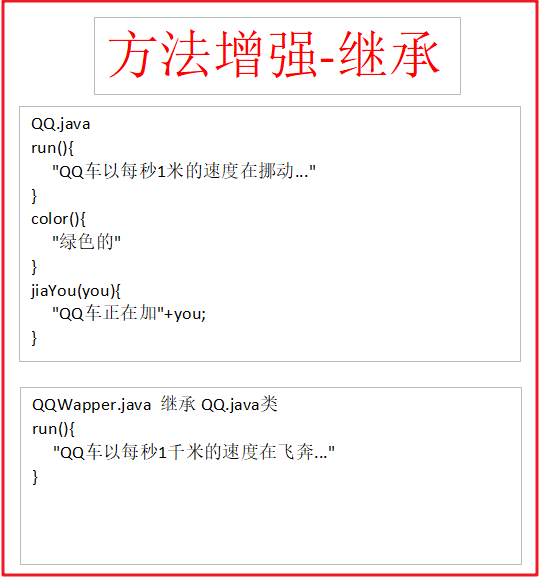 方法增强-继承
QQ.java
run(){
"QQ车以每秒1米的速度在挪动..."
}
color(){
"绿色的"
}
jiaYou(you){
"QQ车正在加"+you;
}
QQWapper.java 继承 QQ.java类
run(){
"QQ车以每秒1千米的速度在飞奔..."
}